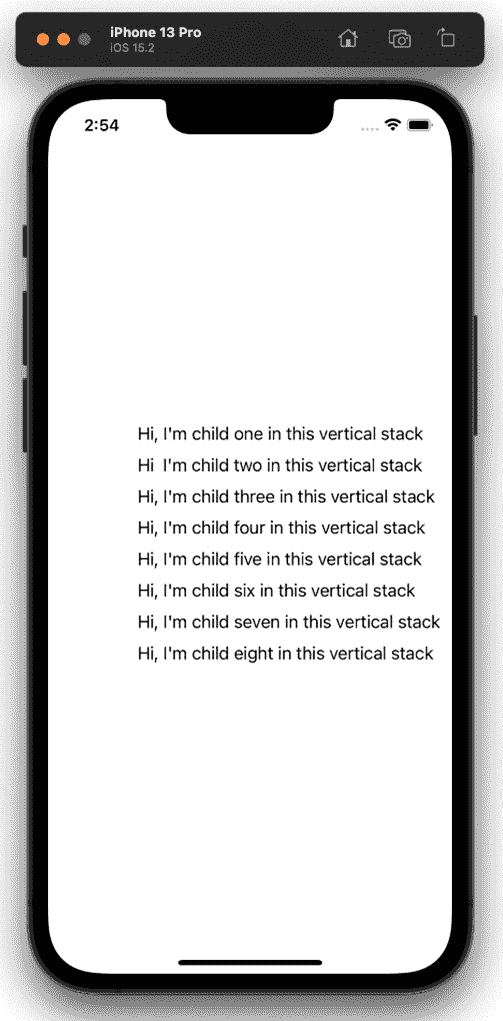 iPhone 13 Pro
iOS 15.2
2:54
Hi, I'm child one in this vertical stack
Hi  I'm child two in this vertical stack
Hi, I'm child three in this vertical stack
Hi, I'm child four in this vertical stack
Hi, I'm child five in this vertical stack
Hi, I'm child six in this vertical stack
Hi, I'm child seven in this vertical stack
Hi, I'm child eight in this vertical stack